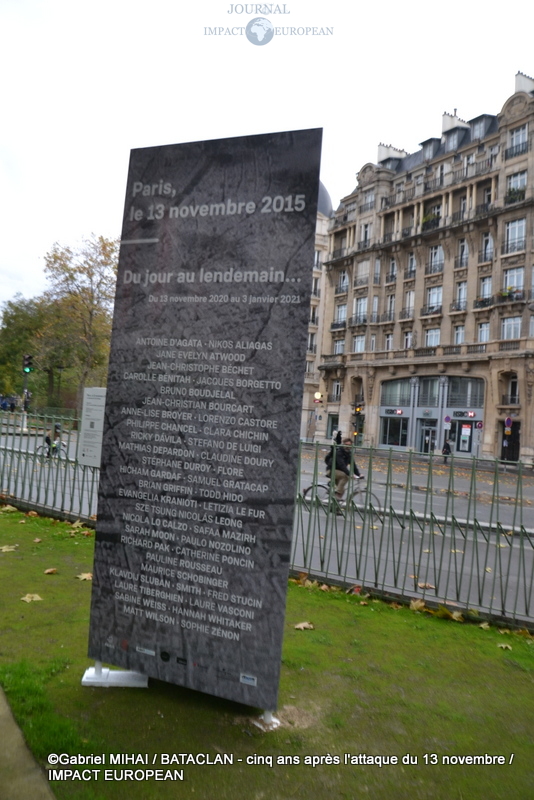 JOURNAL
IMPACT EUROPEAN
Paris,
le 13 novembre 2015
Du jour au lendemain...
Du 13 novembre 2020 au 3 janvier 2021
ANTOINE D'AGATA · NIKOS ALIAGAS
JANE EVELYN ATWOOD
JEAN-CHRISTOPHE BÉCHET
CAROLLE BÉNITAH · JACQUES BORGETTO
BRUNO BOUDJELAL
JEAN-CHRISTIAN BOURCART
ANNE-LISE BROYER · LORENZO CASTORE
PHILIPPE CHANCEL · CLARA CHICHIN
RICKY DÁVILA · STEFANO DE LUIGI
MATHIAS DEPARDON · CLAUDINE DOURY
STÉPHANE DUROY · FLORE
HICHAM GARDAF · SAMUEL GRATACAP
BRIAN GRIFFIN · TODD HIDO
EVANGELIA KRANIOTI · LETIZIA LE FUR
SZE TSUNG NICOLÁS LEONG
NICOLA LO CALZO · SAFAA MAZIRH
SARAH MOON · PAULO NOZOLINO
RICHARD PAK · CATHERINE PONCIN
PAULINE ROUSSEAU
MAURICE SCHOBINGER
KLAVDIJ SLUBAN · SMITH · FRED STUCIN
LAURE TIBERGHIEN · LAURE VASCONI
SABINE WEISS · HANNAH WHITAKER
MATT WILSON · SOPHIE ZÉNON
©Gabriel MIHAI / BATACLAN - cinq ans après l'attaque du 13 novembre /
IMPACT EUROPEAN